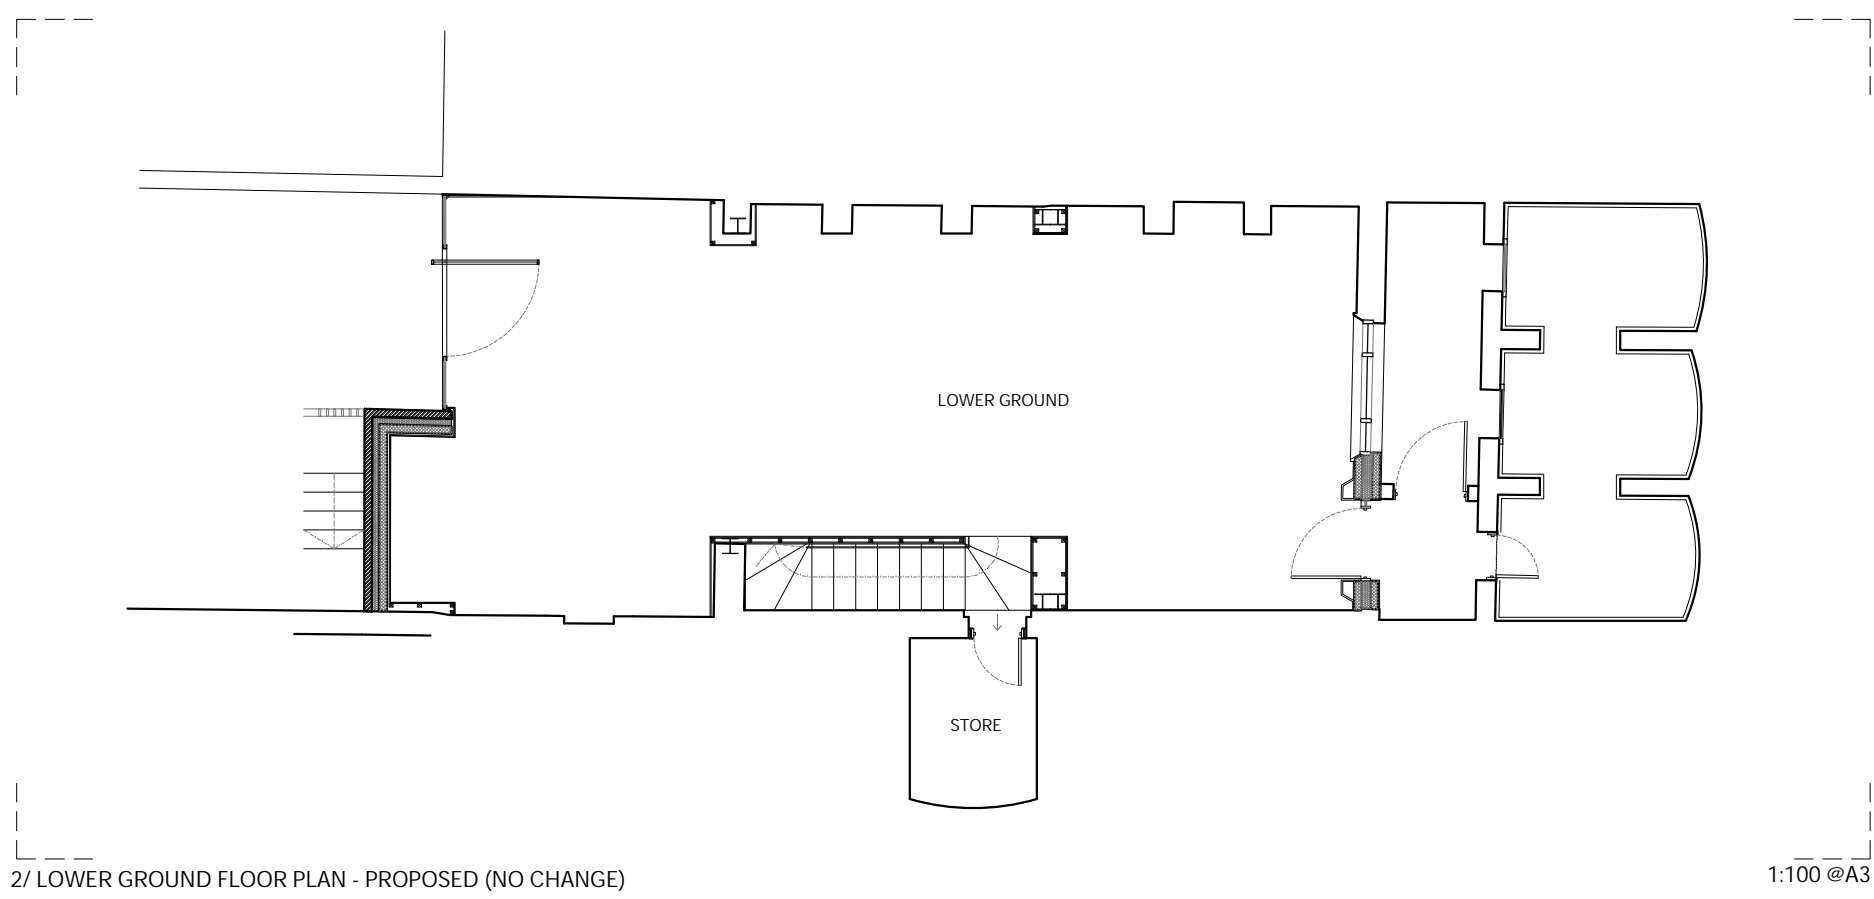 LOWER GROUND
STORE
2/ LOWER GROUND FLOOR PLAN - PROPOSED (NO CHANGE)
1:100 @A3